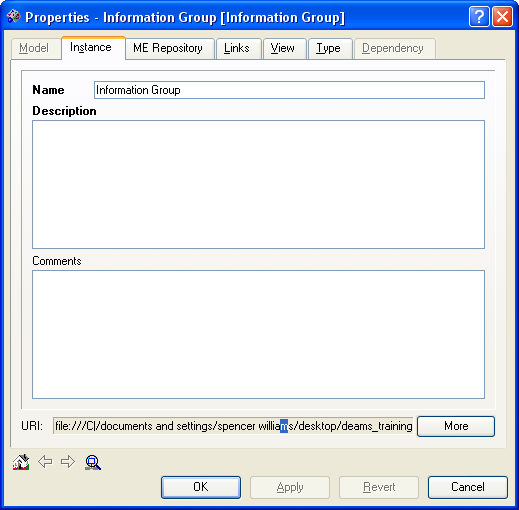 Properties - Information Group [Information Group]
Model Instance ME Repository Links View Type Dependency
Name Information Group
Description
Comments
URI: file:///C|/documents and settings/spencer williams/desktop/deams_training More
OK Apply Revert Cancel